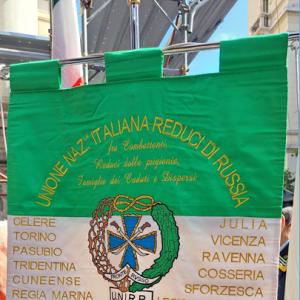 UNIONE NAZ.le ITALIANA REDUCI DI RUSSIA
fra Combattenti,
Reduci dalla prigionia,
Famiglie dei Caduti e Dispersi
CELERE
TORINO
PASUBIO
TRIDENTINA
CUNEENSE
REGIA MARINA
JULIA
VICENZA
RAVENNA
COSSERIA
SFORZESCA
U.N.I.R.R.